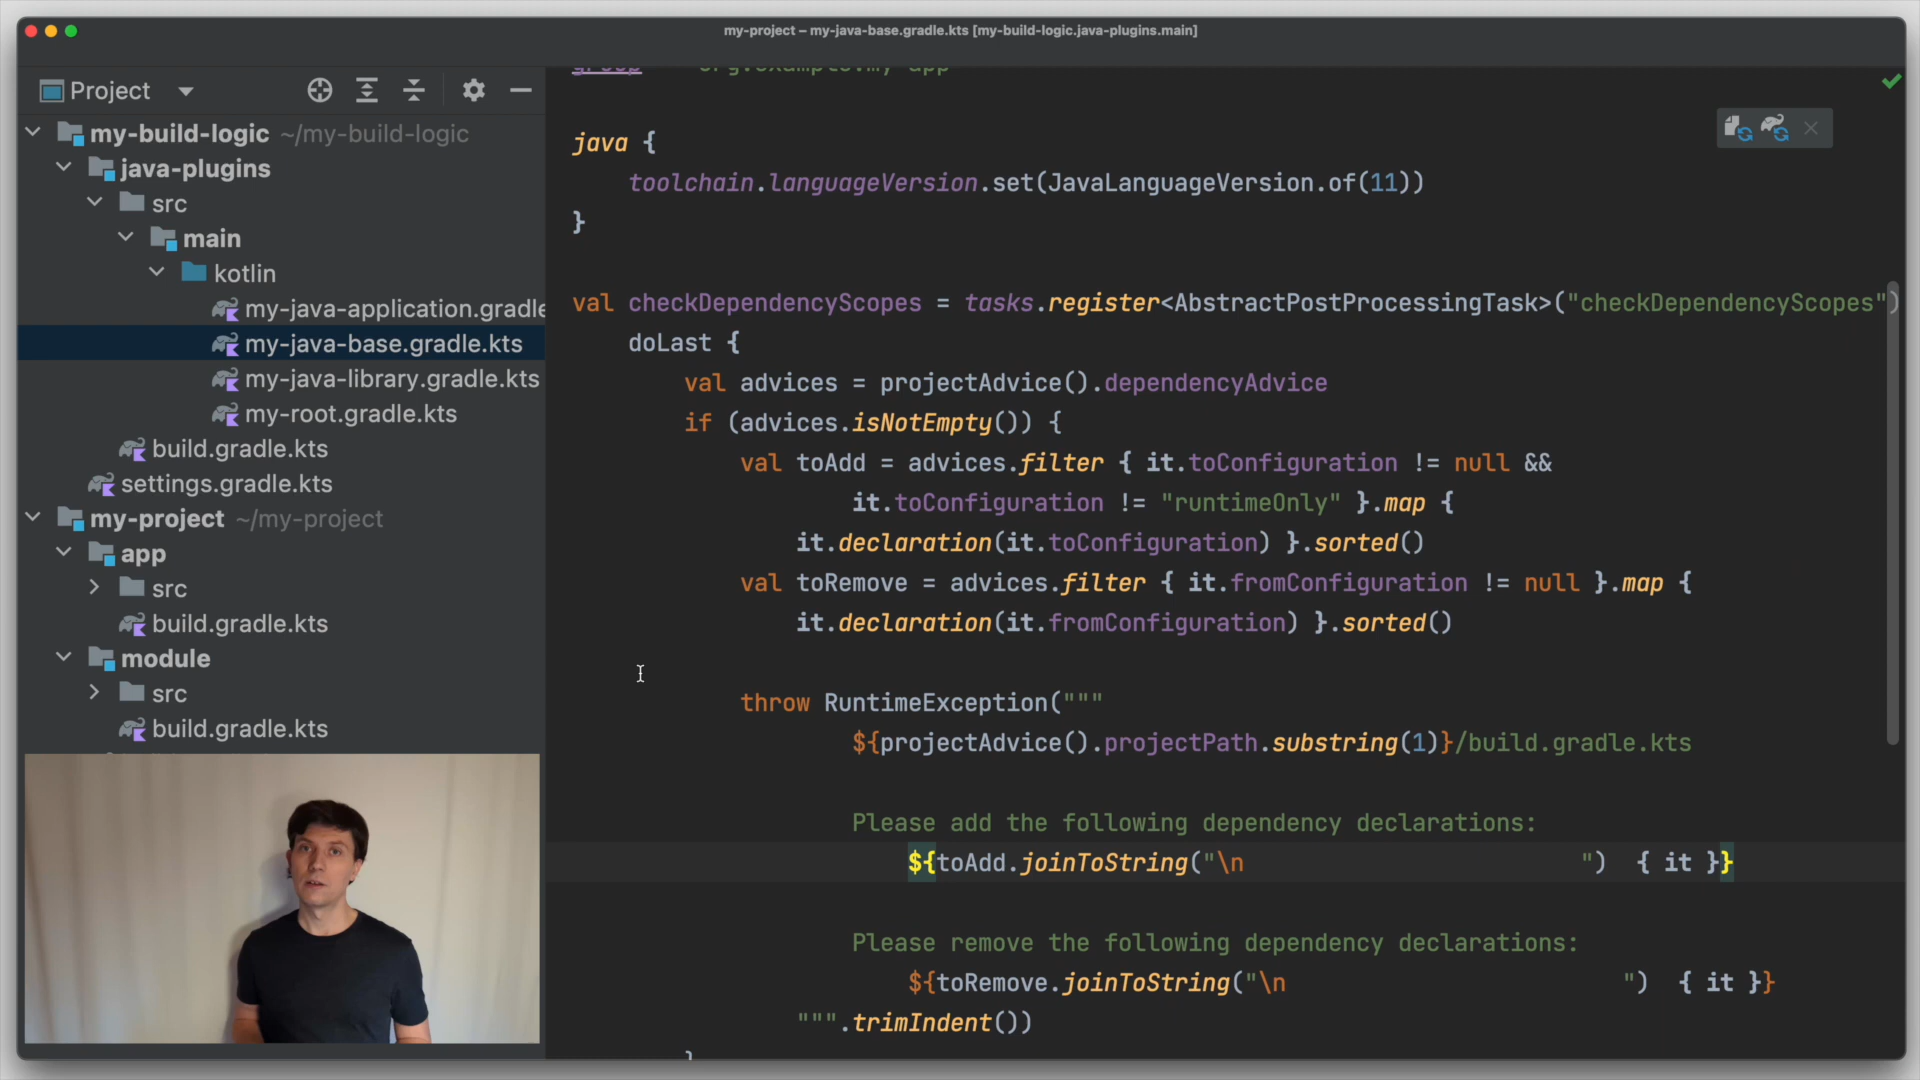 my-project – my-java-base.gradle.kts [my-build-logic.java-plugins.main]
Project
my-build-logic ~/my-build-logic
java-plugins
src
main
kotlin
my-java-application.gradle
my-java-base.gradle.kts
my-java-library.gradle.kts
my-root.gradle.kts
build.gradle.kts
settings.gradle.kts
my-project ~/my-project
app
src
build.gradle.kts
module
src
build.gradle.kts
java {
toolchain.languageVersion.set(JavaLanguageVersion.of(11))
}
val checkDependencyScopes = tasks.register<AbstractPostProcessingTask>("checkDependencyScopes")
doLast {
val advices = projectAdvice().dependencyAdvice
if (advices.isNotEmpty()) {
val toAdd = advices.filter { it.toConfiguration != null &&
it.toConfiguration != "runtimeOnly" }.map {
it.declaration(it.toConfiguration) }.sorted()
val toRemove = advices.filter { it.fromConfiguration != null }.map {
it.declaration(it.fromConfiguration) }.sorted()
throw RuntimeException("""
${projectAdvice().projectPath.substring(1)}/build.gradle.kts
Please add the following dependency declarations:
${toAdd.joinToString("\n                        ")  { it }}
Please remove the following dependency declarations:
${toRemove.joinToString("\n                        ")  { it }}
""".trimIndent())